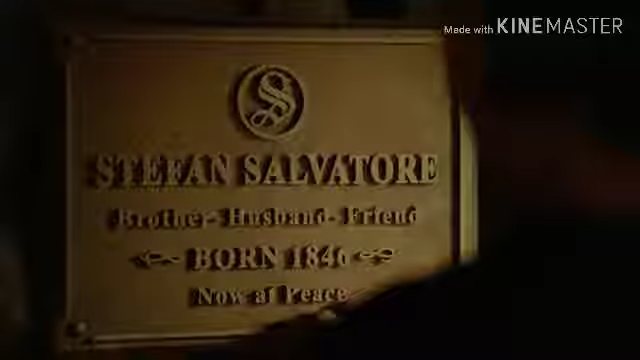 Made with KINEMASTER
S
STEFAN SALVATORE
Brother - Husband - Friend
BORN 1846
Now at Peace